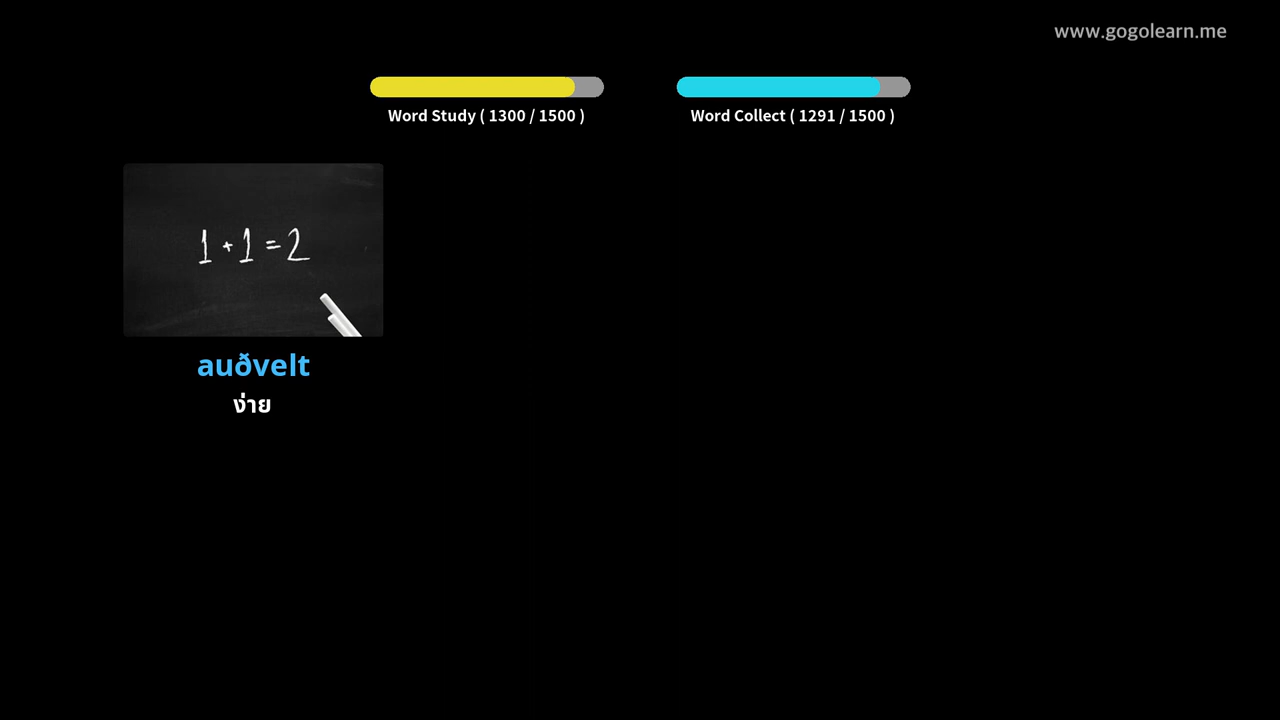 www.gogolearn.me
Word Study ( 1300 / 1500 )
Word Collect ( 1291 / 1500 )
1 + 1 = 2
auðvelt
ง่าย